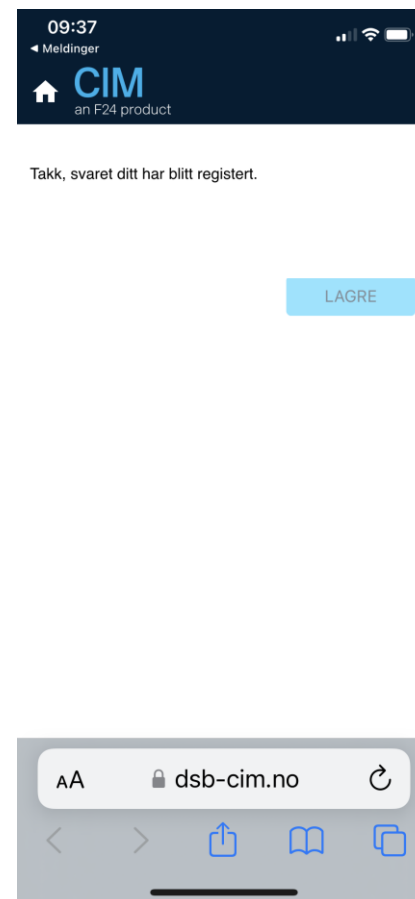 09:37
◀ Meldinger
CIM
an F24 product
Takk, svaret ditt har blitt registert.
LAGRE
AA
dsb-cim.no